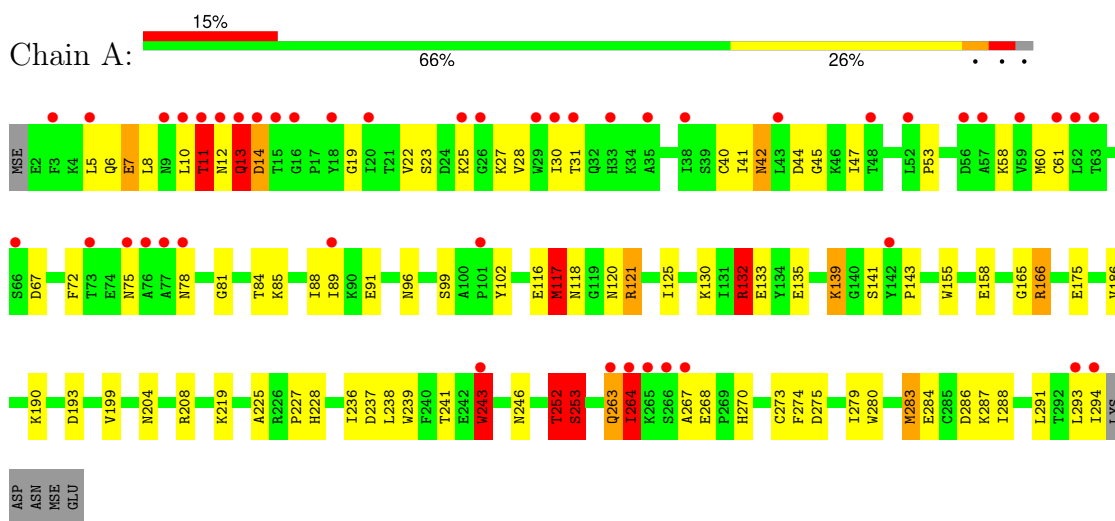 15%
Chain A: 66% 26% • • •
MSE E2 F3 K4 L5 Q6 E7 L8 N9 L10 T11 N12 Q13 D14 T15 G16 P17 Y18 G19 I20 T21 V22 S23 D24 K25 G26 K27 V28 W29 I30 T31 Q32 H33 K34 A35 I38 S39 C40 I41 N42 L43 D44 G45 K46 I47 T48 L52 P53 D56 A57 K58 V59 M60 C61 L62 T63
S66 D67 F72 T73 E74 N75 A76 A77 N78 G81 T84 K85 I88 I89 K90 E91 N96 S99 A100 P101 Y102 E116 M117 N118 G119 N120 R121 I125 K130 I131 R132 E133 Y134 E135 K139 G140 S141 Y142 P143 W155 E158 G165 R166 E175
K190 D193 V199 N204 R208 K219 A225 R226 P227 H228 I236 D237 L238 W239 F240 T241 E242 W243 N246 T252 S253 Q263 I264 K265 S266 A267 E268 P269 H270 C273 F274 D275 I279 W280 M283 E284 C285 D286 K287 I288 L291 T292 L293 I294 LYS
ASP ASN MSE GLU